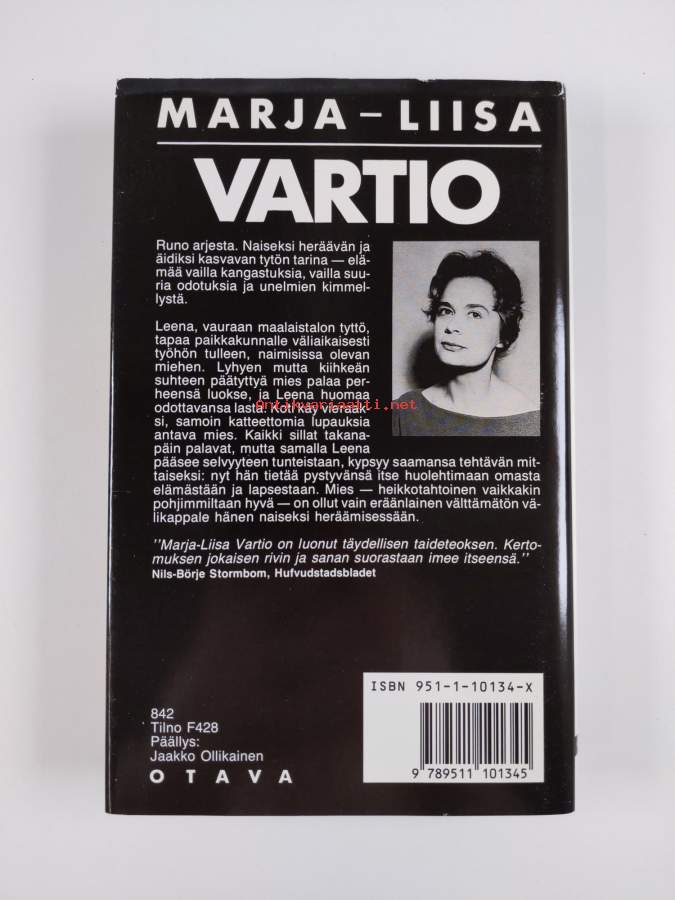 MARJA – LIISA
VARTIO
Runo arjesta. Naiseksi heräävän ja
äidiksi kasvavan tytön tarina — elä-
mää vailla kangastuksia, vailla suu-
ria odotuksia ja unelmien kimmel-
lystä.
Leena, vauraan maalaistalon tyttö,
tapaa paikkakunnalle väliaikaisesti
työhön tulleen, naimisissa olevan
miehen. Lyhyen mutta kiihkeän
suhteen päätyttyä mies palaa per-
heensä luokse, ja Leena huomaa
odottavansa lasta. Koti käy vieraak-
si, samoin katteettomia lupauksia
antava mies. Kaikki sillat takana-
päin palavat, mutta samalla Leena
pääsee selvyyteen tunteistaan, kypsyy saamansa tehtävän mit-
taiseksi: nyt hän tietää pystyvänsä itse huolehtimaan omasta
elämästään ja lapsestaan. Mies — heikkotahtoinen vaikkakin
pohjimmiltaan hyvä — on ollut vain eräänlainen välttämätön vä-
likappale hänen naiseksi heräämisessään.
''Marja-Liisa Vartio on luonut täydellisen taideteoksen. Kerto-
muksen jokaisen rivin ja sanan suorastaan imee itseensä.''
Nils-Börje Stormbom, Hufvudstadsbladet
antikvariaatti.net
ISBN 951-1-10134-X
9 789511 101345
842
Tilno F428
Päällys:
Jaakko Ollikainen
OTAVA